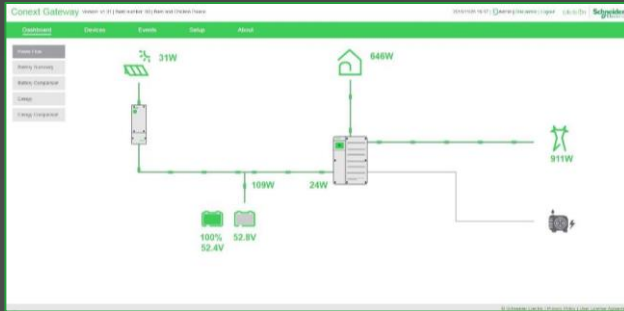 Conext Gateway
Schneider
Dashboard Devices Events Setup About
Power Flow
Battery Summary
Battery Comparison
Energy
Energy Comparison
31W
646W
911W
109W
24W
100%
52.4V
52.8V